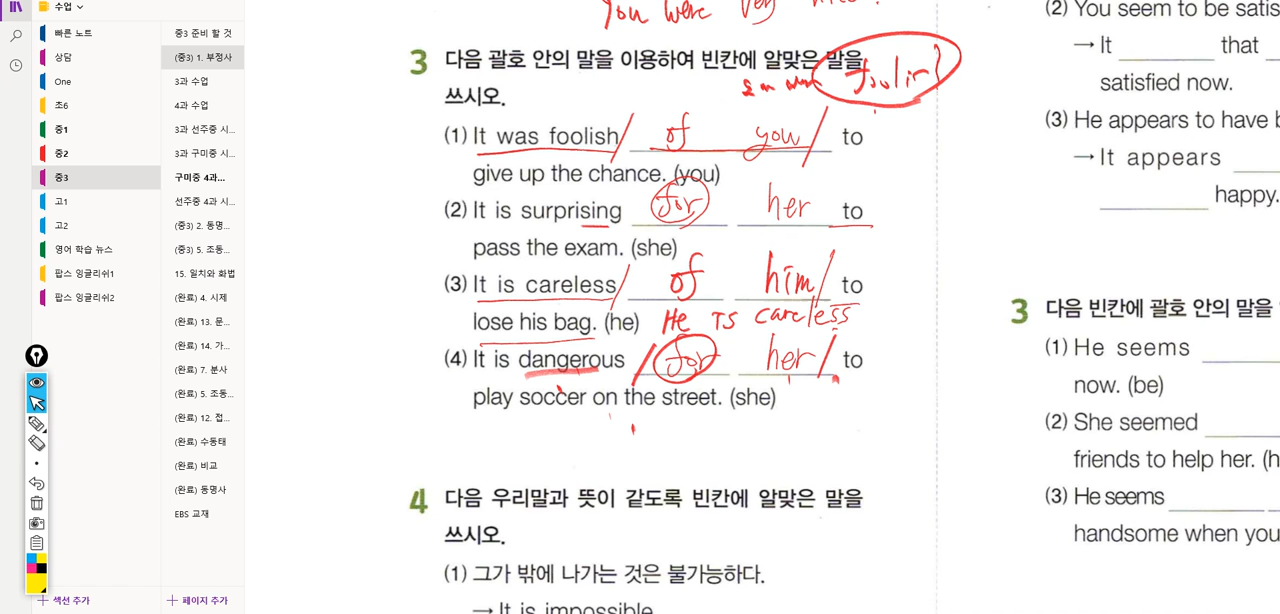 수업
빠른 노트
상담
One
초6
중1
중2
중3
고1
고2
영어 학습 뉴스
팝스 잉글리쉬1
팝스 잉글리쉬2
섹션 추가
중3 준비 할 것
(중3) 1. 부정사
3과 수업
4과 수업
3과 선주중 시...
3과 구미중 시...
구미중 4과...
선주중 4과 시...
(중3) 2. 동명...
(중3) 5. 조동...
15. 일치와 화법
(완료) 4. 시제
(완료) 13. 문...
(완료) 14. 가...
(완료) 7. 분사
(완료) 5. 조동...
(완료) 12. 접...
(완료) 수동태
(완료) 비교
(완료) 동명사
EBS 교재
페이지 추가
you were very
3 다음 괄호 안의 말을 이용하여 빈칸에 알맞은 말을
쓰시오.
(1) It was foolish of you to
give up the chance. (you)
(2) It is surprising for her to
pass the exam. (she)
(3) It is careless of him to
lose his bag. (he) He is careless
(4) It is dangerous for her to
play soccer on the street. (she)
4 다음 우리말과 뜻이 같도록 빈칸에 알맞은 말을
쓰시오.
(1) 그가 밖에 나가는 것은 불가능하다.
→ It is impossible
(2) You seem to be satis
→ It that
satisfied now.
(3) He appears to have b
→ It appears
happy.
3 다음 빈칸에 괄호 안의 말을
(1) He seems
now. (be)
(2) She seemed
friends to help her. (h
(3) He seems
handsome when you